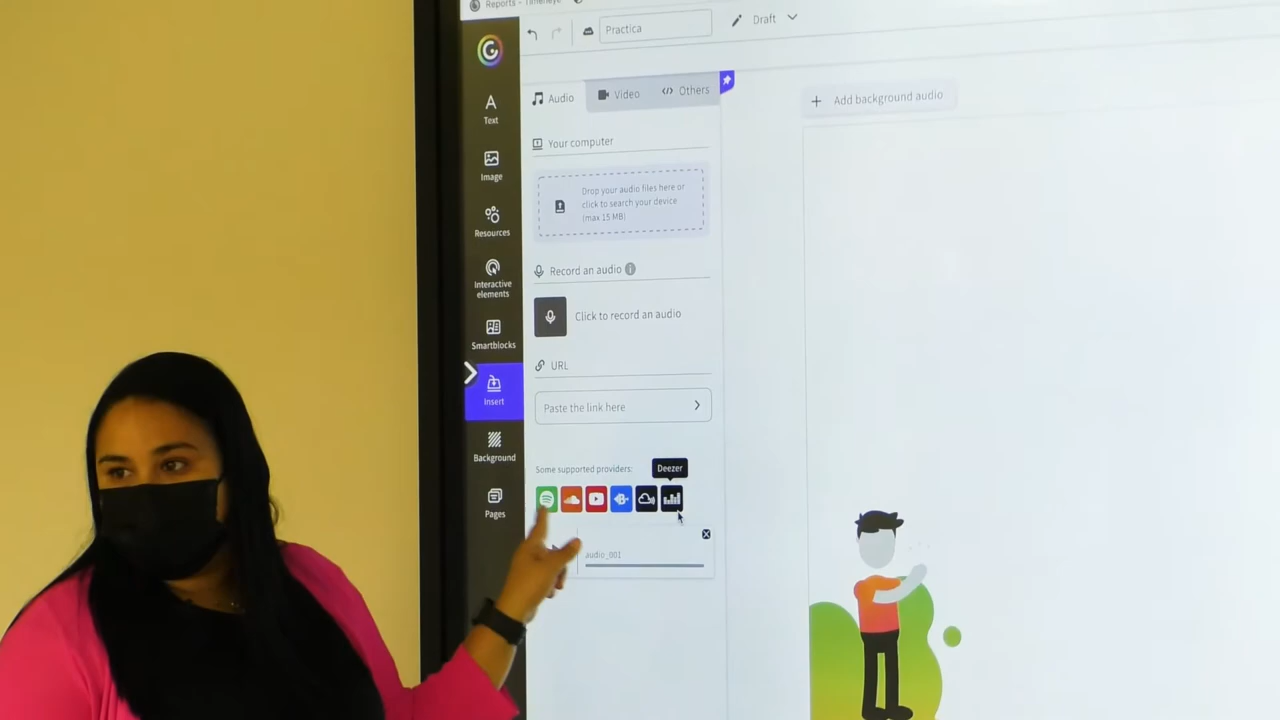 Reports - Timeneye
Practica
Draft
Audio
Video
Others
Add background audio
Text
Image
Resources
Interactive
elements
Smartblocks
Insert
Background
Pages
Your computer
Drop your audio files here or
click to search your device
(max 15 MB)
Record an audio
Click to record an audio
URL
Paste the link here
Some supported providers:
Deezer
audio_001